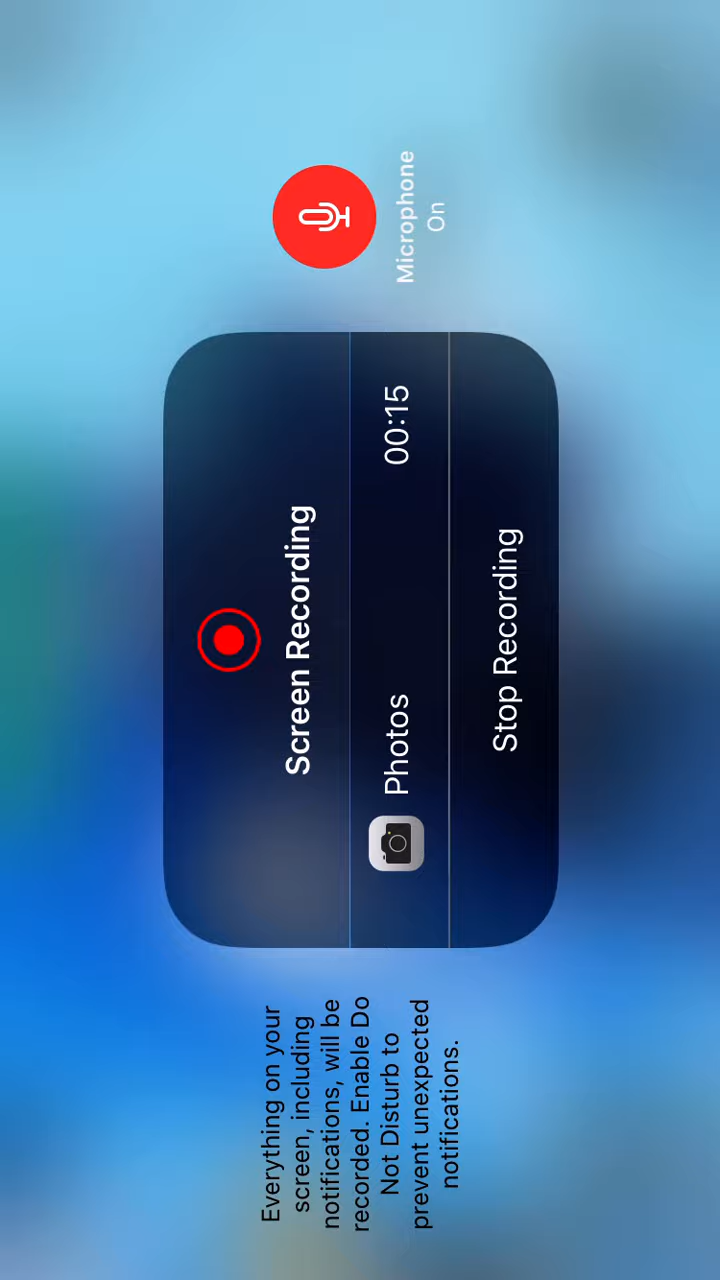 Everything on your
screen, including
notifications, will be
recorded. Enable Do
Not Disturb to
prevent unexpected
notifications.
Screen Recording
Photos 00:15
Stop Recording
Microphone
On